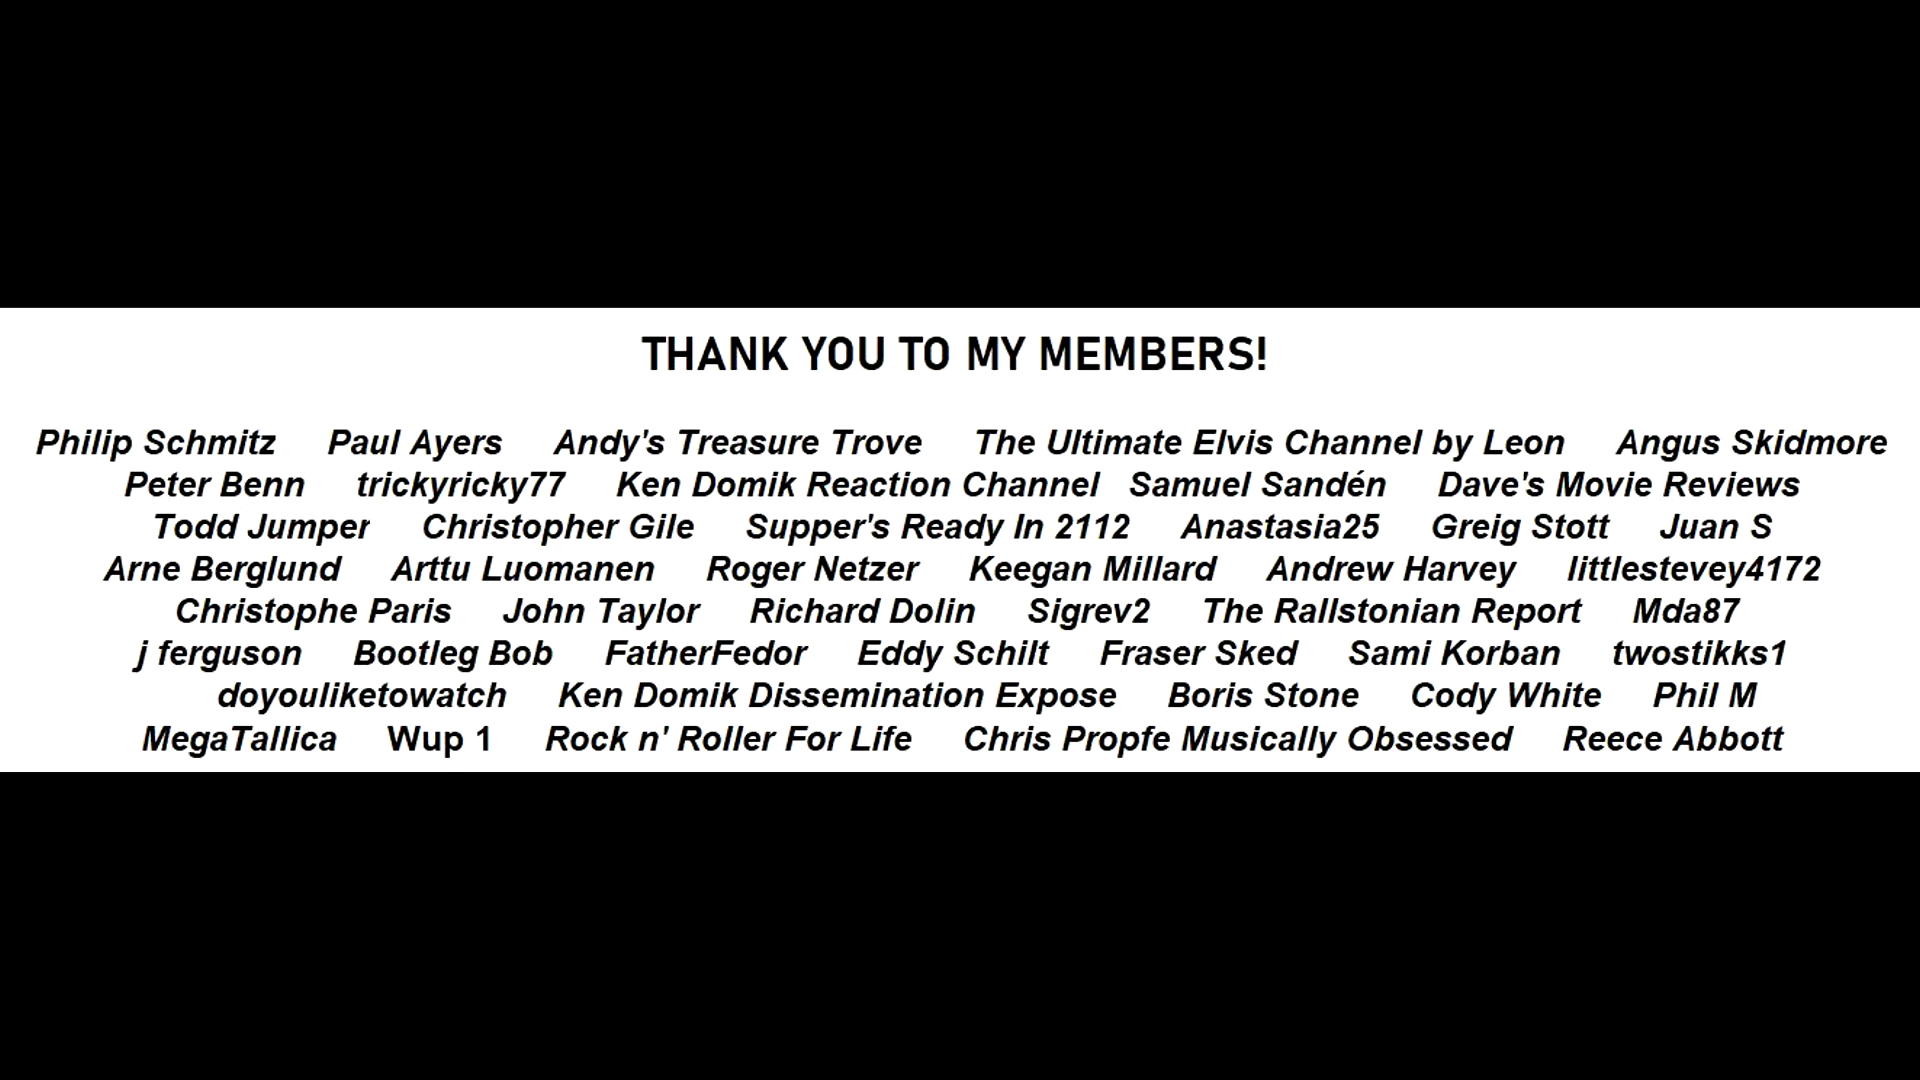 THANK YOU TO MY MEMBERS!
Philip Schmitz Paul Ayers Andy's Treasure Trove The Ultimate Elvis Channel by Leon Angus Skidmore
Peter Benn trickyricky77 Ken Domik Reaction Channel Samuel Sandén Dave's Movie Reviews
Todd Jumper Christopher Gile Supper's Ready In 2112 Anastasia25 Greig Stott Juan S
Arne Berglund Arttu Luomanen Roger Netzer Keegan Millard Andrew Harvey littlestevey4172
Christophe Paris John Taylor Richard Dolin Sigrev2 The Rallstonian Report Mda87
j ferguson Bootleg Bob FatherFedor Eddy Schilt Fraser Sked Sami Korban twostikks1
doyouliketowatch Ken Domik Dissemination Expose Boris Stone Cody White Phil M
MegaTallica Wup 1 Rock n' Roller For Life Chris Propfe Musically Obsessed Reece Abbott